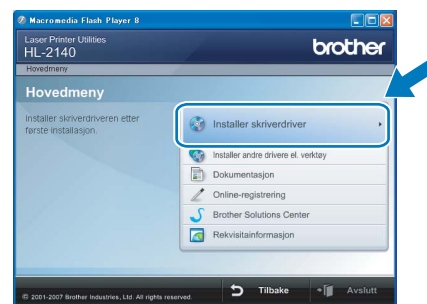 Macromedia Flash Player 8
Laser Printer Utilities
HL-2140
brother
Hovedmeny
Hovedmeny
Installer skriverdriveren etter
første installasjon.
Installer skriverdriver
Installer andre drivere el. verktøy
Dokumentasjon
Online-registrering
Brother Solutions Center
Rekvisitainformasjon
© 2001-2007 Brother Industries, Ltd. All rights reserved.
Tilbake
Avslutt